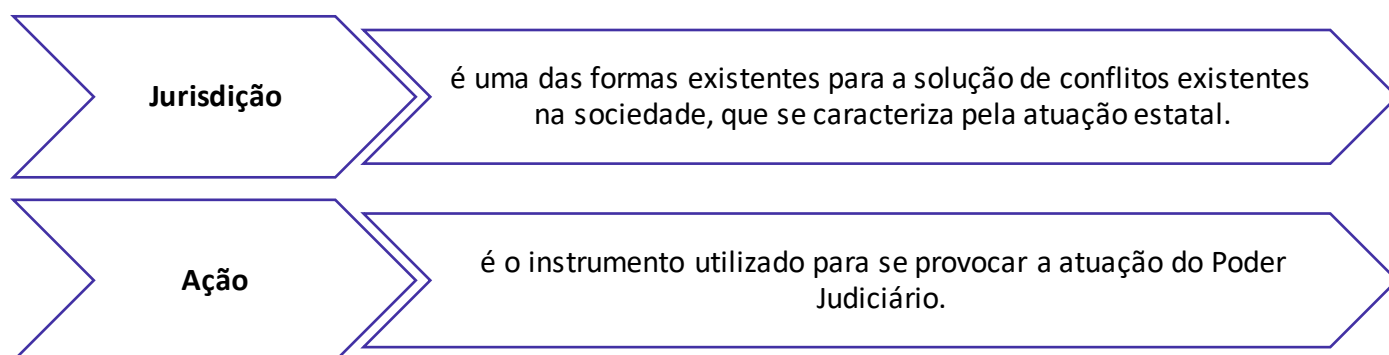 Jurisdição
é uma das formas existentes para a solução de conflitos existentes
na sociedade, que se caracteriza pela atuação estatal.
Ação
é o instrumento utilizado para se provocar a atuação do Poder
Judiciário.